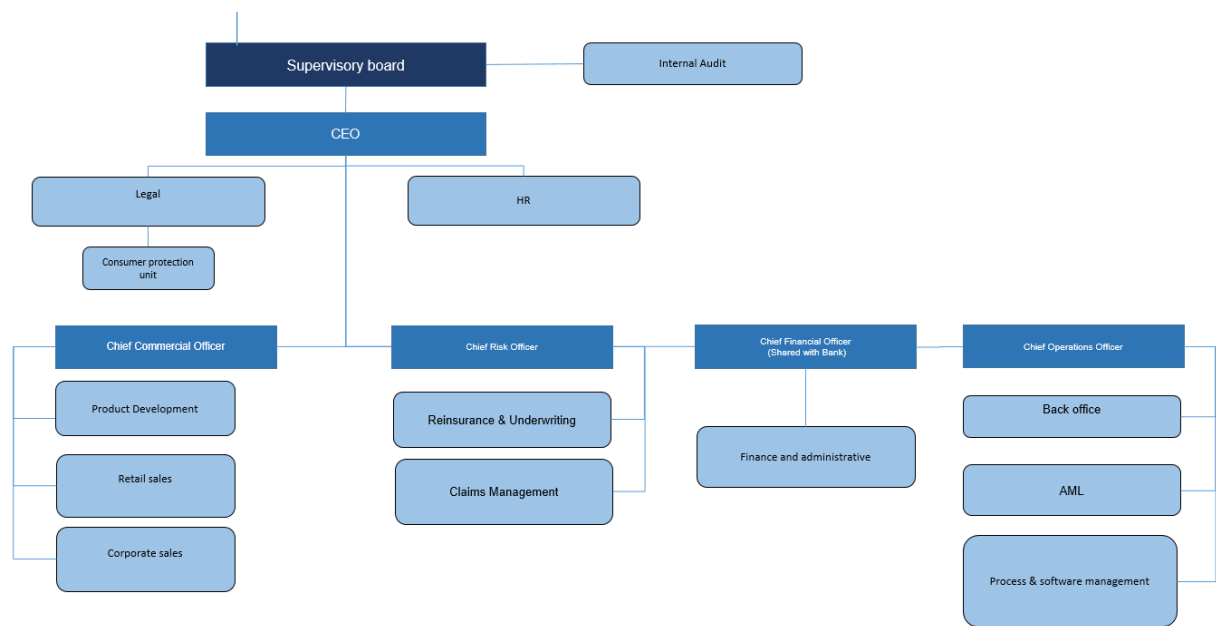 Supervisory board
Internal Audit
CEO
Legal
HR
Consumer protection
unit
Chief Commercial Officer
Chief Risk Officer
Chief Financial Officer
(Shared with Bank)
Chief Operations Officer
Product Development
Reinsurance & Underwriting
Back office
Finance and administrative
Retail sales
Claims Management
AML
Corporate sales
Process & software management